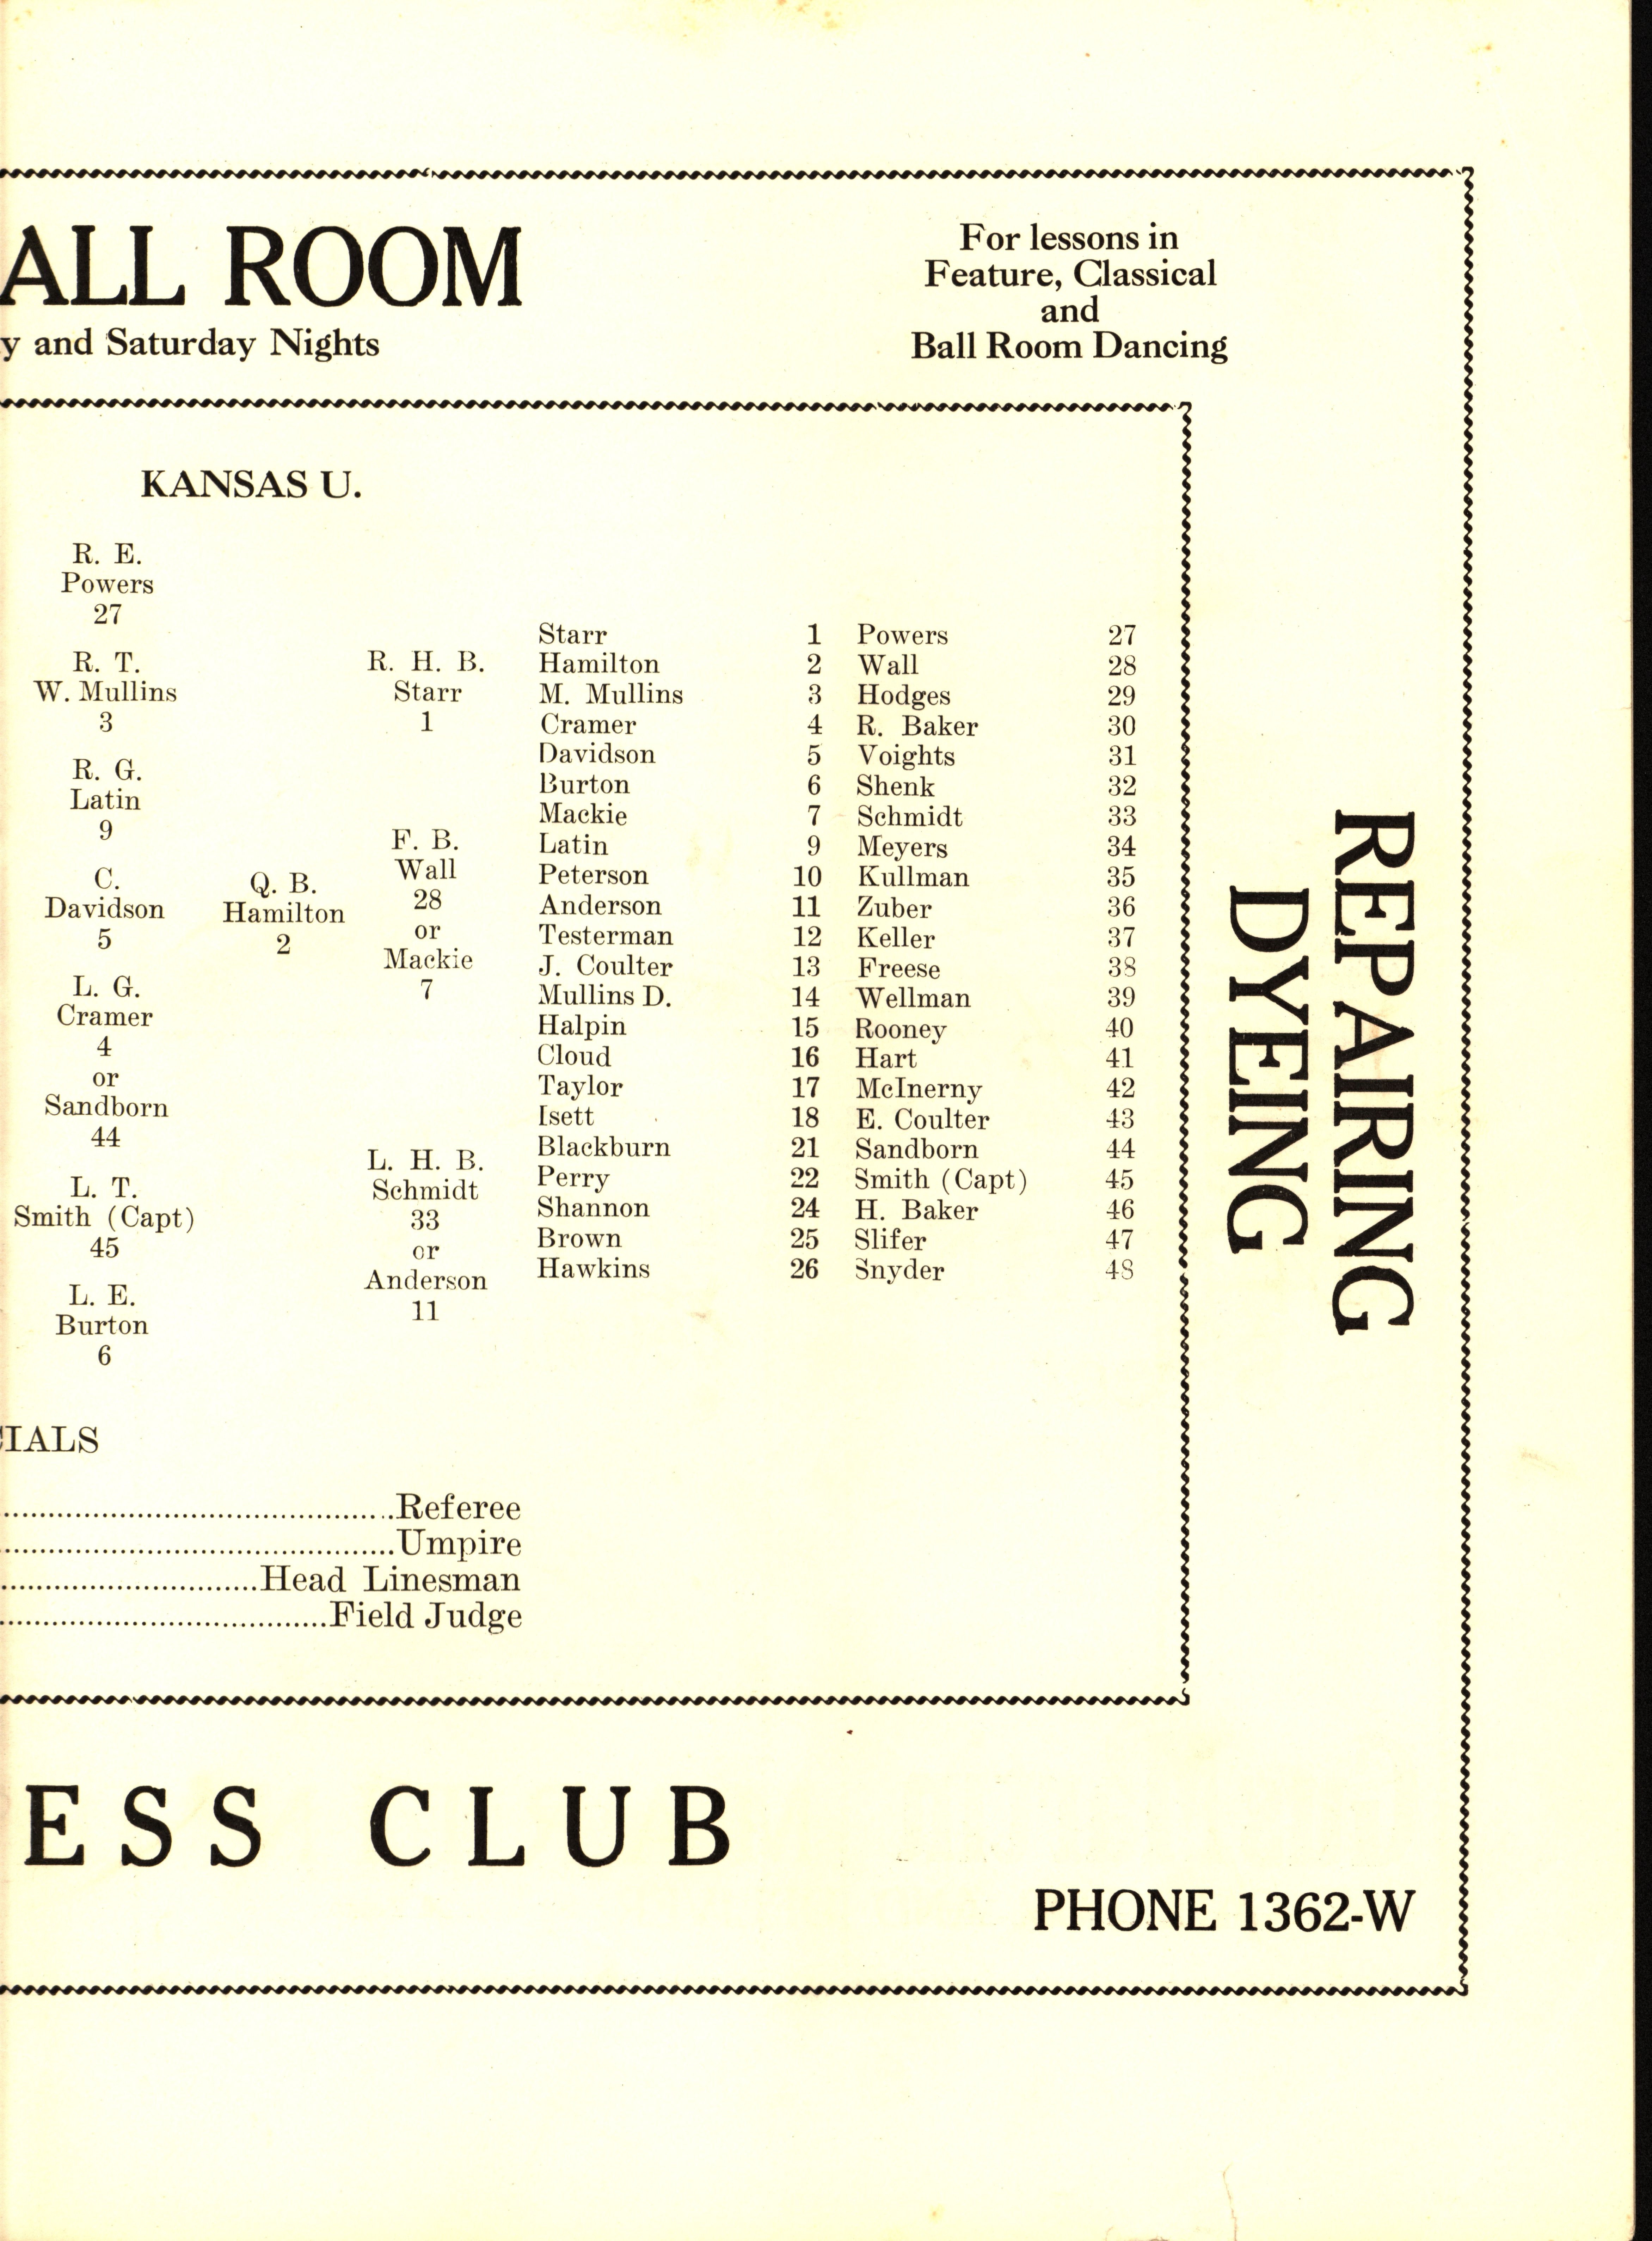 ALL ROOM
y and Saturday Nights
For lessons in
Feature, Classical
and
Ball Room Dancing
KANSAS U.
R. E.
Powers
27
R. T.
W. Mullins
3
R. G.
Latin
9
C.
Davidson
5
L. G.
Cramer
4
or
Sandborn
44
L. T.
Smith (Capt)
45
L. E.
Burton
6
Q. B.
Hamilton
2
R. H. B.
Starr
1
F. B.
Wall
28
or
Mackie
7
L. H. B.
Schmidt
33
or
Anderson
11
Starr 1 Powers 27
Hamilton 2 Wall 28
M. Mullins 3 Hodges 29
Cramer 4 R. Baker 30
Davidson 5 Voights 31
Burton 6 Shenk 32
Mackie 7 Schmidt 33
Latin 9 Meyers 34
Peterson 10 Kullman 35
Anderson 11 Zuber 36
Testerman 12 Keller 37
J. Coulter 13 Freese 38
Mullins D. 14 Wellman 39
Halpin 15 Rooney 40
Cloud 16 Hart 41
Taylor 17 McInerny 42
Isett 18 E. Coulter 43
Blackburn 21 Sandborn 44
Perry 22 Smith (Capt) 45
Shannon 24 H. Baker 46
Brown 25 Slifer 47
Hawkins 26 Snyder 48
REPAIRING
DYEING
IALS
........................................Referee
........................................Umpire
............................Head Linesman
...................................Field Judge
ESS CLUB
PHONE 1362-W